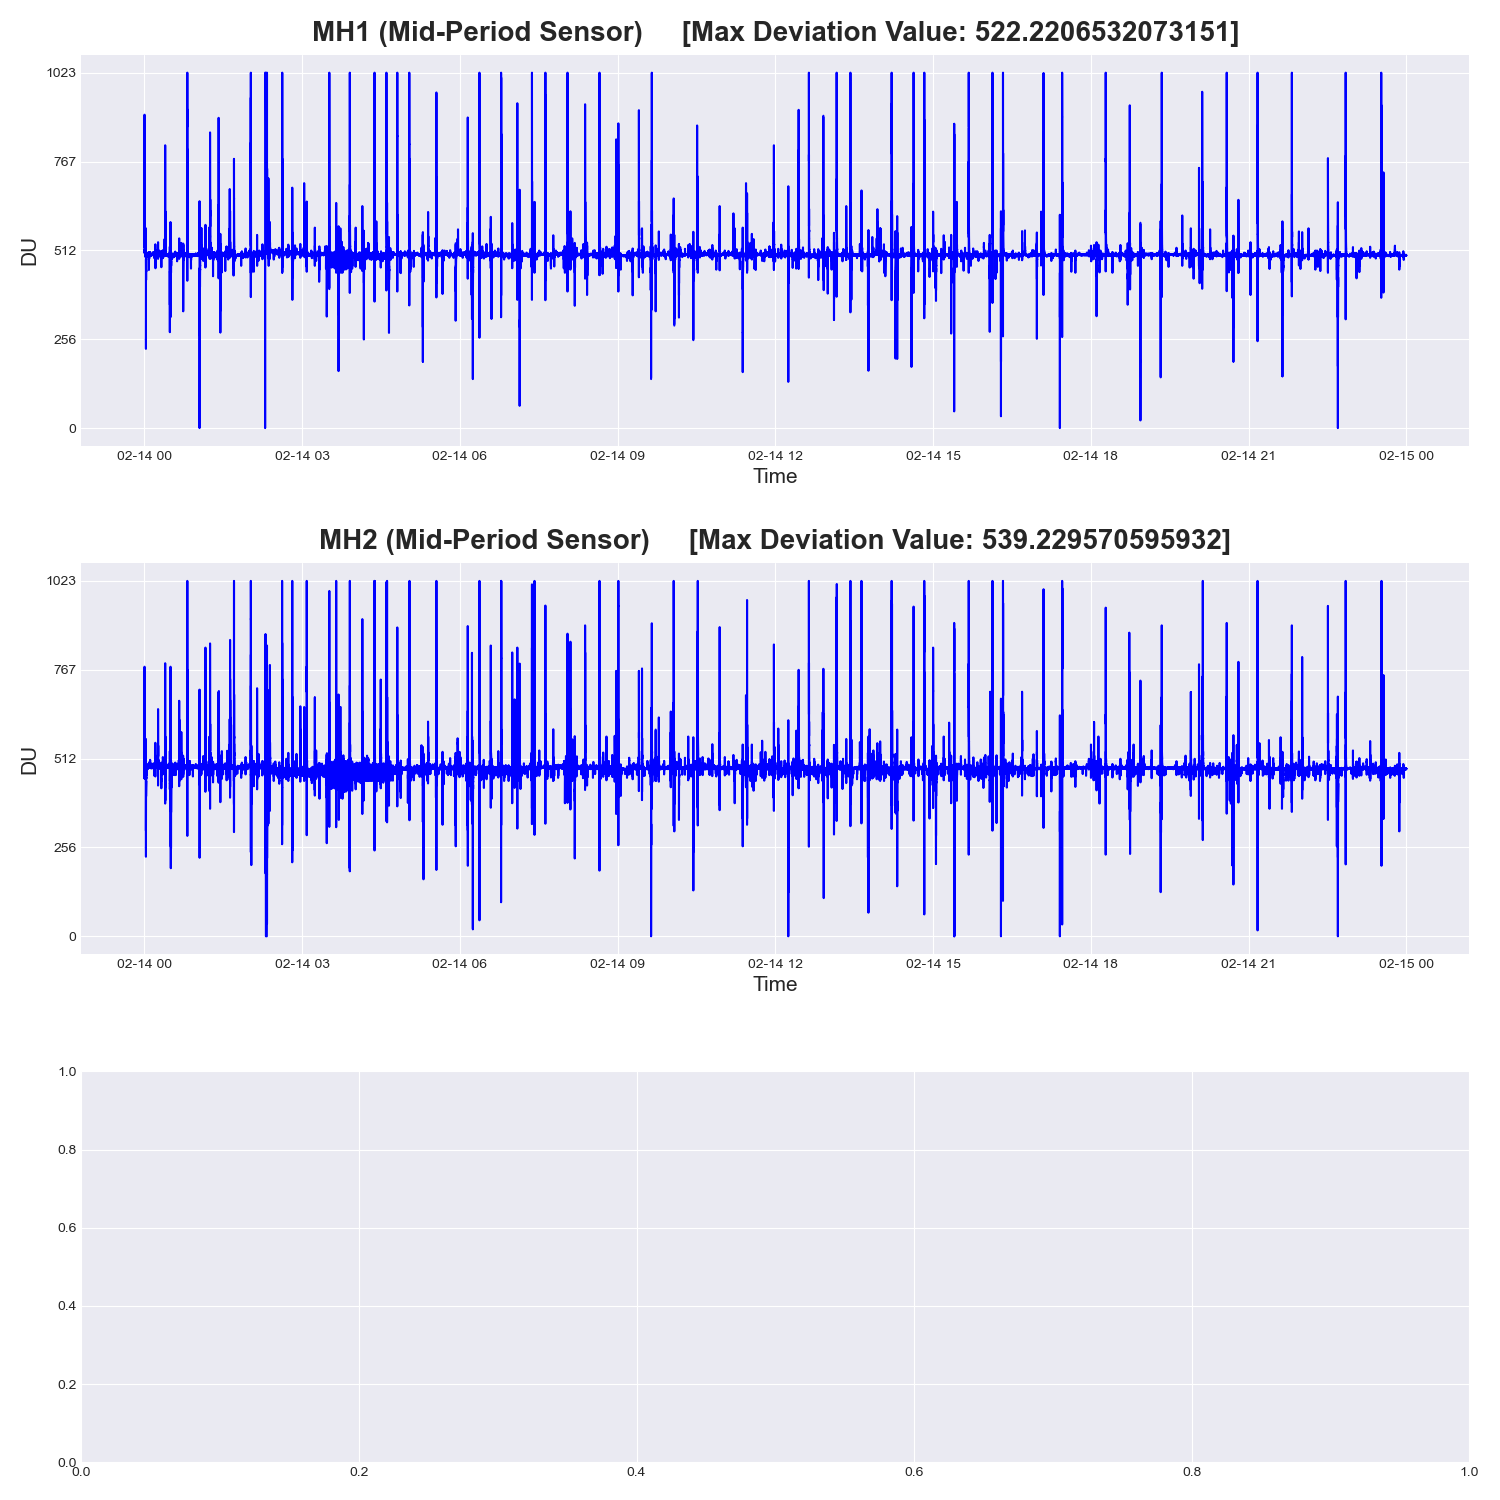 MH1 (Mid-Period Sensor) [Max Deviation Value: 522.2206532073151]
1023
767
512
256
0
DU
02-14 00 02-14 03 02-14 06 02-14 09 02-14 12 02-14 15 02-14 18 02-14 21 02-15 00
Time
MH2 (Mid-Period Sensor) [Max Deviation Value: 539.229570595932]
1023
767
512
256
0
DU
02-14 00 02-14 03 02-14 06 02-14 09 02-14 12 02-14 15 02-14 18 02-14 21 02-15 00
Time
1.0
0.8
0.6
0.4
0.2
0.0
0.0 0.2 0.4 0.6 0.8 1.0